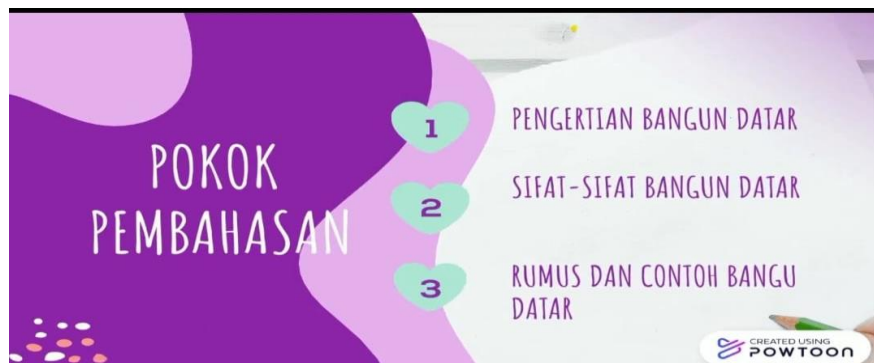 POKOK
PEMBAHASAN
1
PENGERTIAN BANGUN DATAR
2
SIFAT-SIFAT BANGUN DATAR
3
RUMUS DAN CONTOH BANGU
DATAR
CREATED USING
POWTOON